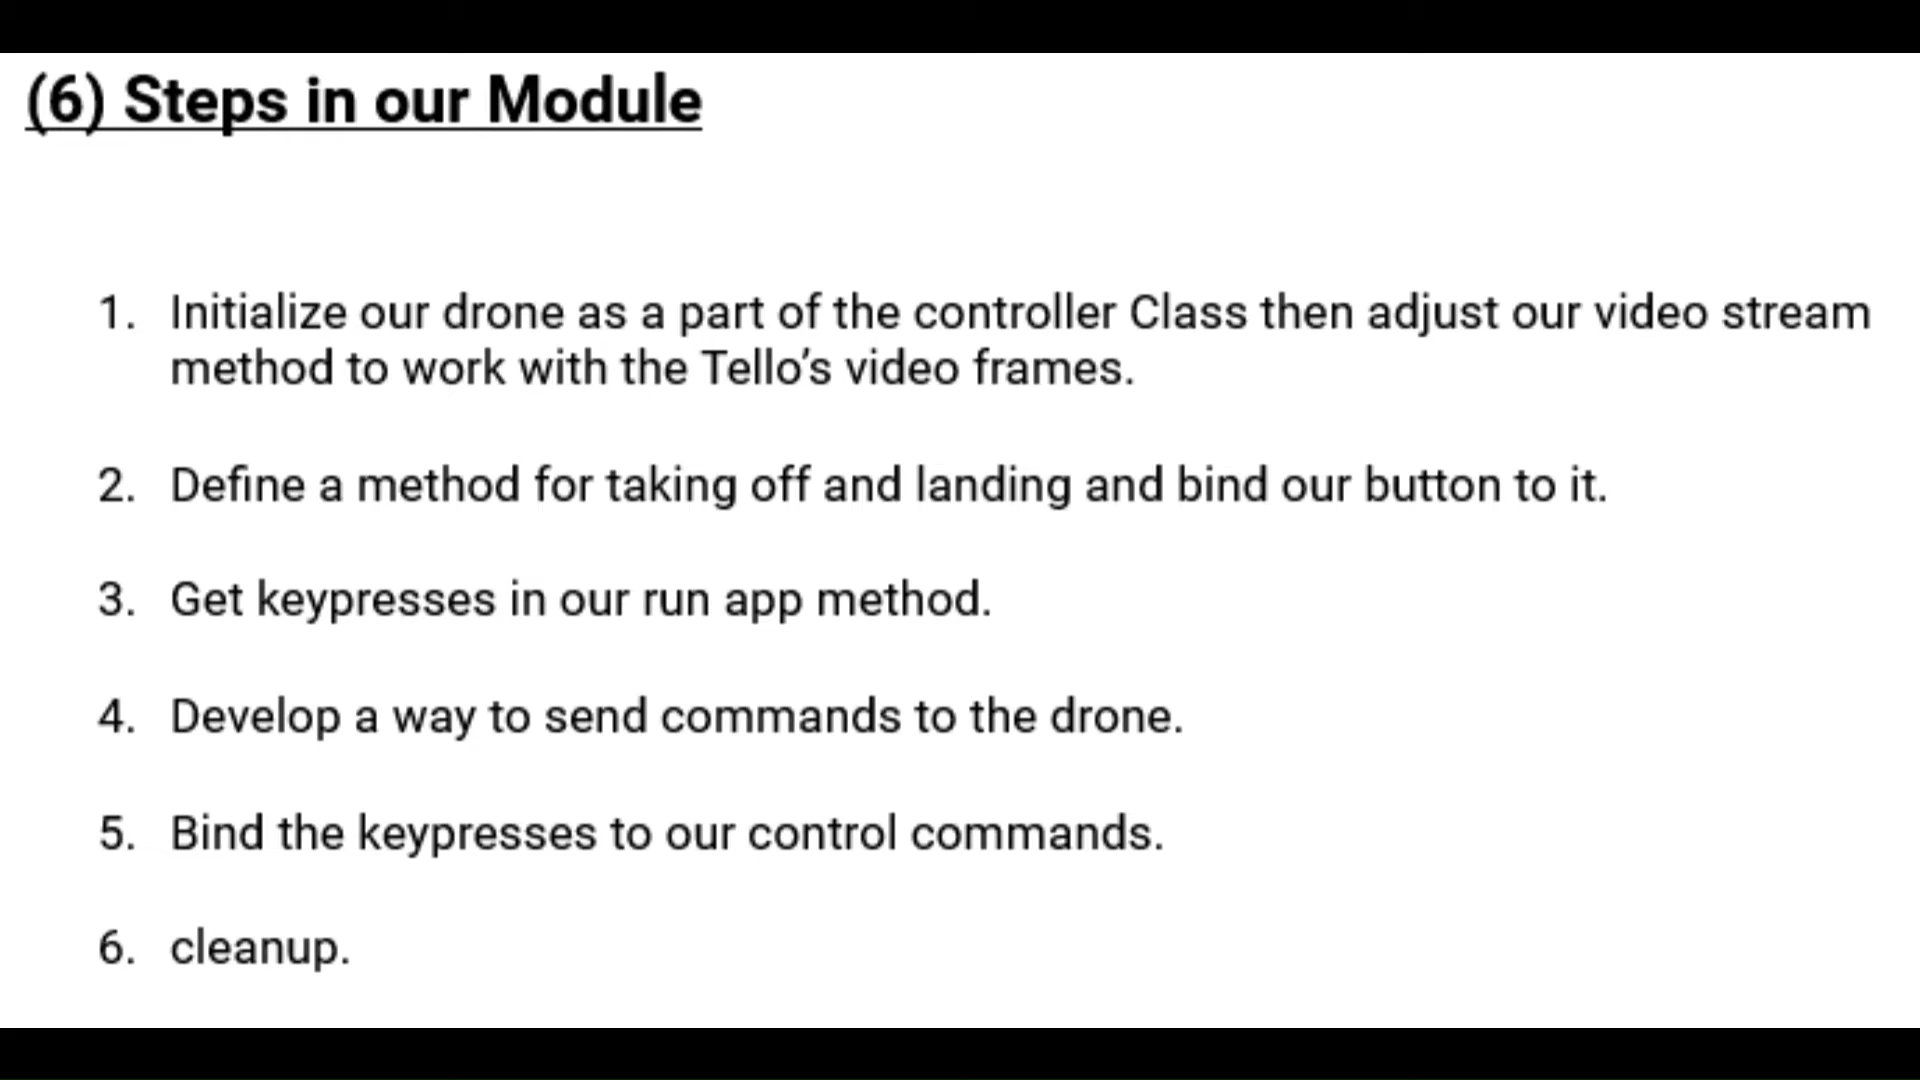 (6) Steps in our Module
1. Initialize our drone as a part of the controller Class then adjust our video stream
method to work with the Tello’s video frames.
2. Define a method for taking off and landing and bind our button to it.
3. Get keypresses in our run app method.
4. Develop a way to send commands to the drone.
5. Bind the keypresses to our control commands.
6. cleanup.